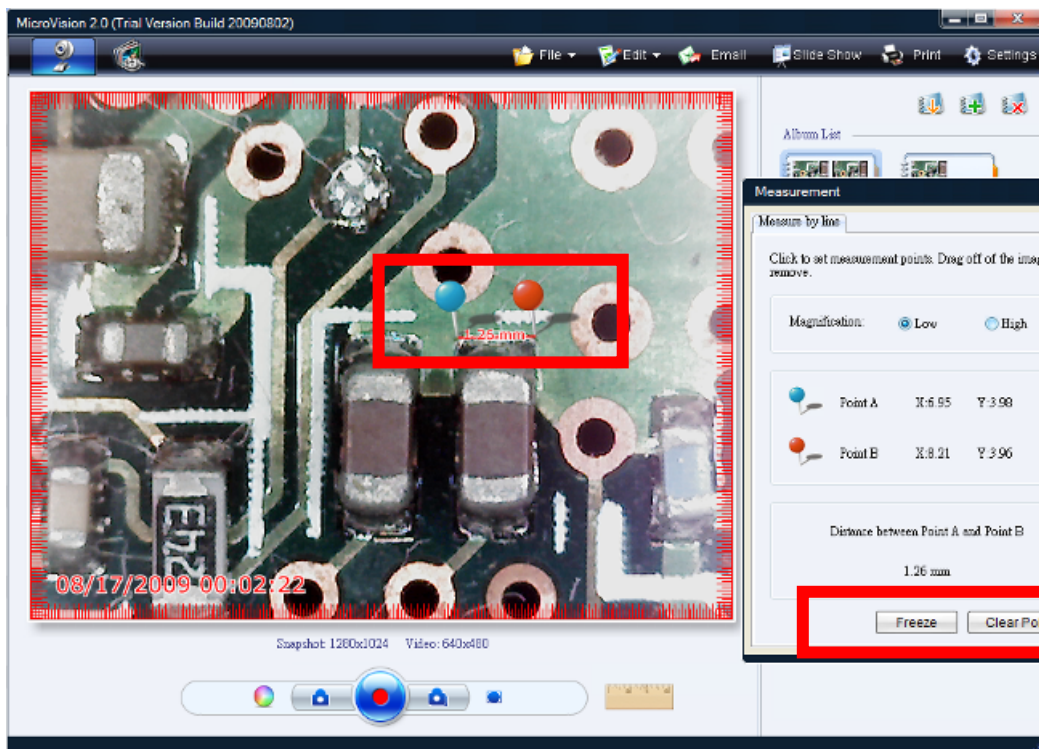 MicroVision 2.0 (Trial Version Build 20090802)
File Edit Email Slide Show Print Settings
Album List
Measurement
Measure by line
Click to set measurement points. Drag off of the imag
remove.
Magnification: Low High
Point A X:6.95 Y:3.98
Point B X:8.21 Y:3.96
Distance between Point A and Point B
1.26 mm
Freeze Clear Po
1.26 mm
08/17/2009 00:02:22
Snapshot: 1280x1024 Video: 640x480